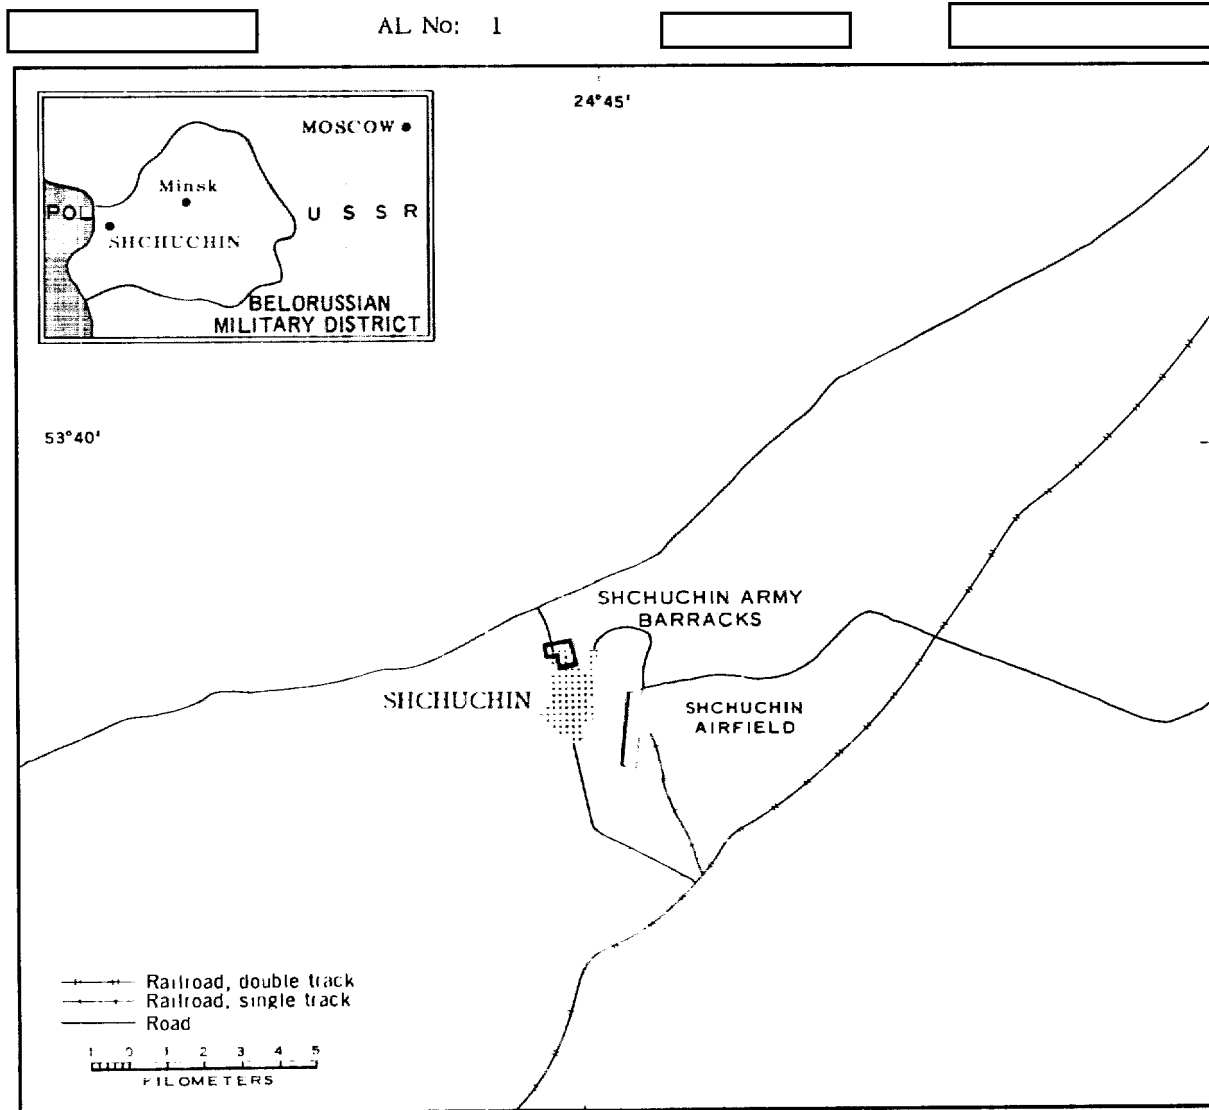 AL No: 1
24°45'
MOSCOW
Minsk
POL
U S S R
SHCHUCHIN
BELORUSSIAN
MILITARY DISTRICT
53°40'
SHCHUCHIN ARMY
BARRACKS
SHCHUCHIN
SHCHUCHIN
AIRFIELD
Railroad, double track
Railroad, single track
Road
1 0 1 2 3 4 5
KILOMETERS